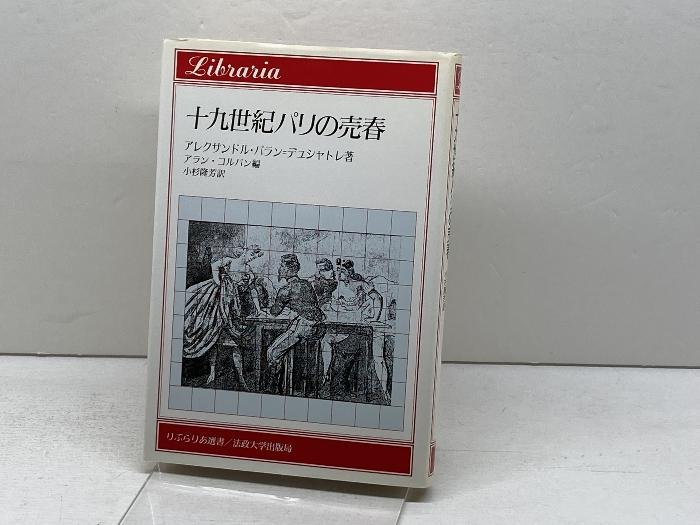 Libraria
十九世紀パリの売春
アレクサンドル・パラン=デュシャトレ著
アラン・コルバン編
小杉隆芳訳
りぶらりあ選書/法政大学出版局